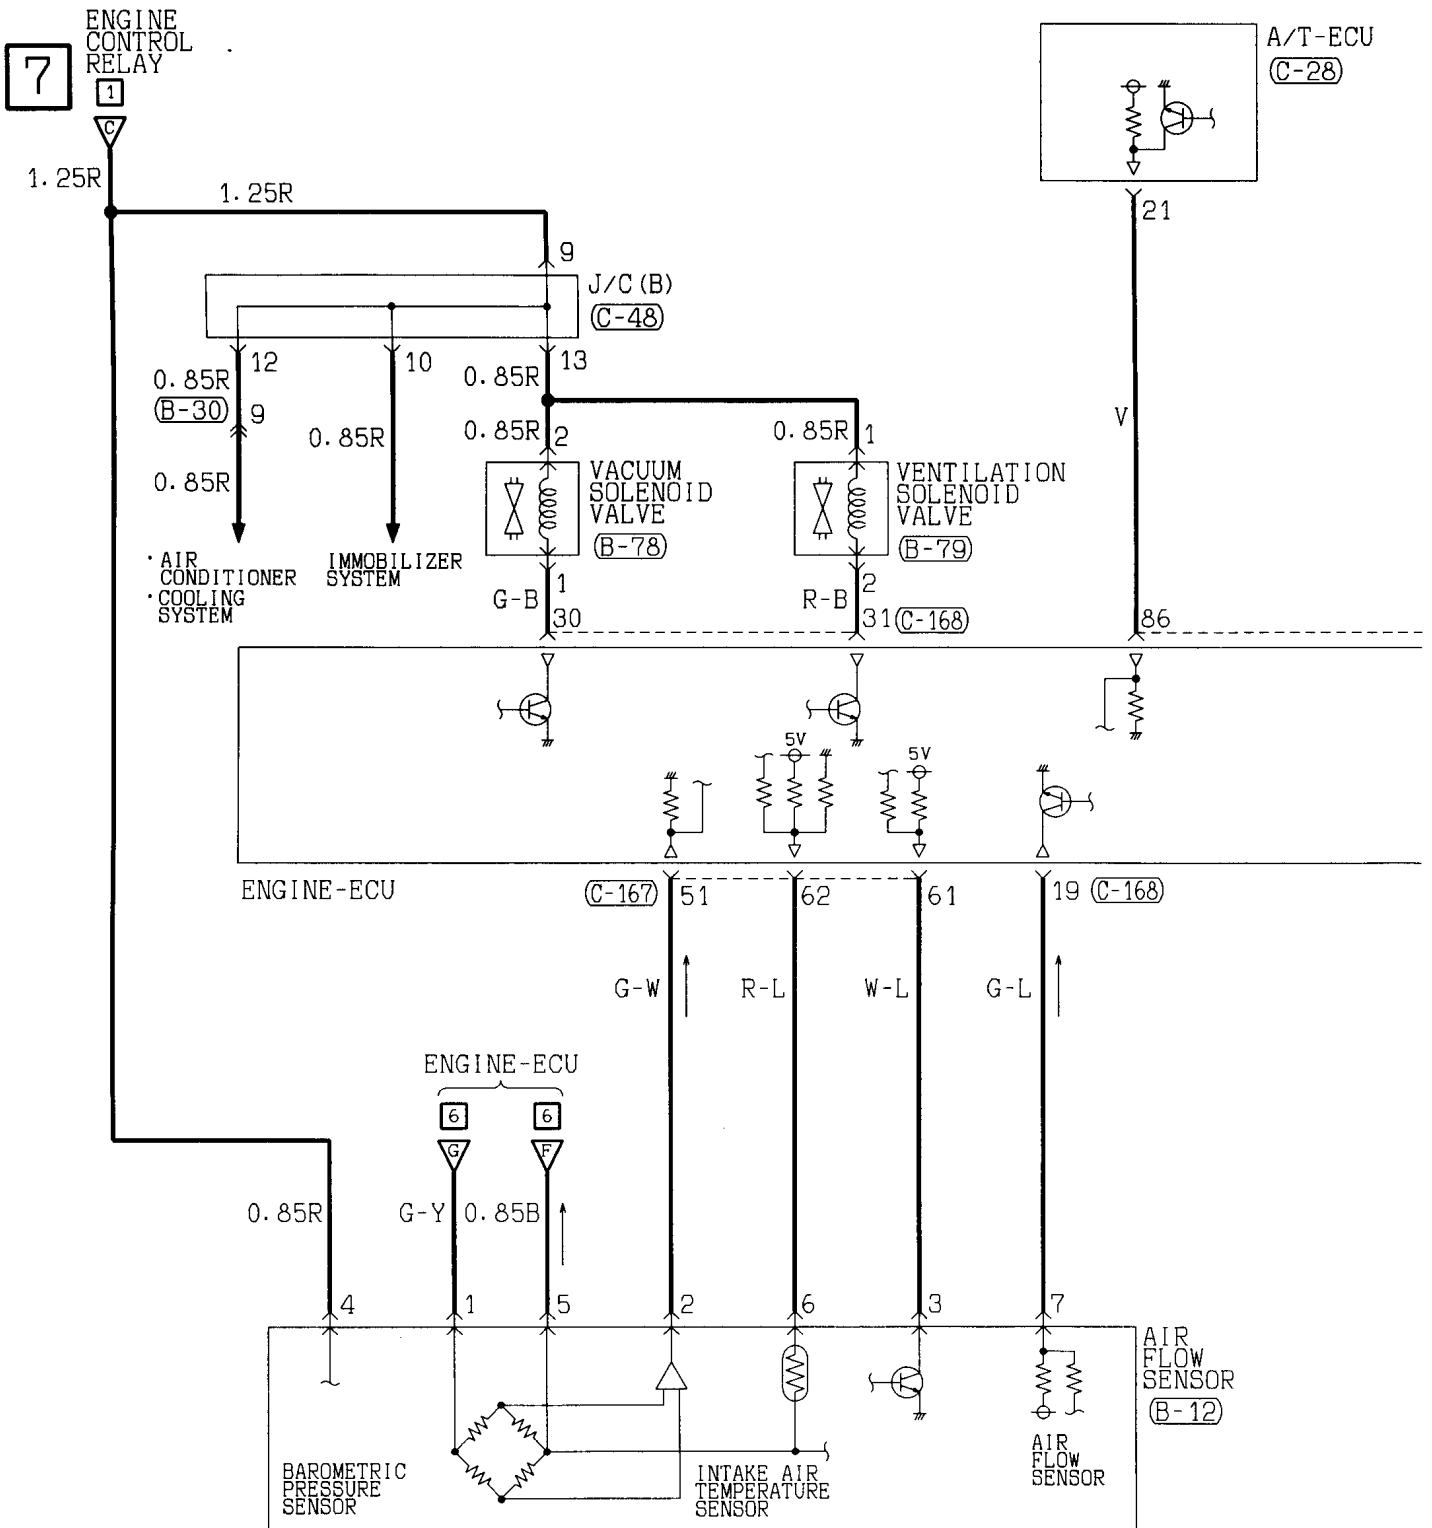 7
ENGINE
CONTROL
RELAY
1
C
1.25R
1.25R
9
J/C(B)
C-48
A/T-ECU
C-28
21
12
10
13
0.85R
B-30
9
0.85R
0.85R
0.85R
0.85R
2
0.85R
1
V
VACUUM
SOLENOID
VALVE
B-78
VENTILATION
SOLENOID
VALVE
B-79
· AIR
CONDITIONER
· COOLING
SYSTEM
IMMOBILIZER
SYSTEM
1
G-B
30
2
R-B
31
C-168
86
5V
5V
ENGINE-ECU
C-167
51
62
61
19
C-168
G-W
R-L
W-L
G-L
ENGINE-ECU
6
6
G
F
0.85R
G-Y
0.85B
4
1
5
2
6
3
7
AIR
FLOW
SENSOR
B-12
BAROMETRIC
PRESSURE
SENSOR
INTAKE AIR
TEMPERATURE
SENSOR
AIR
FLOW
SENSOR